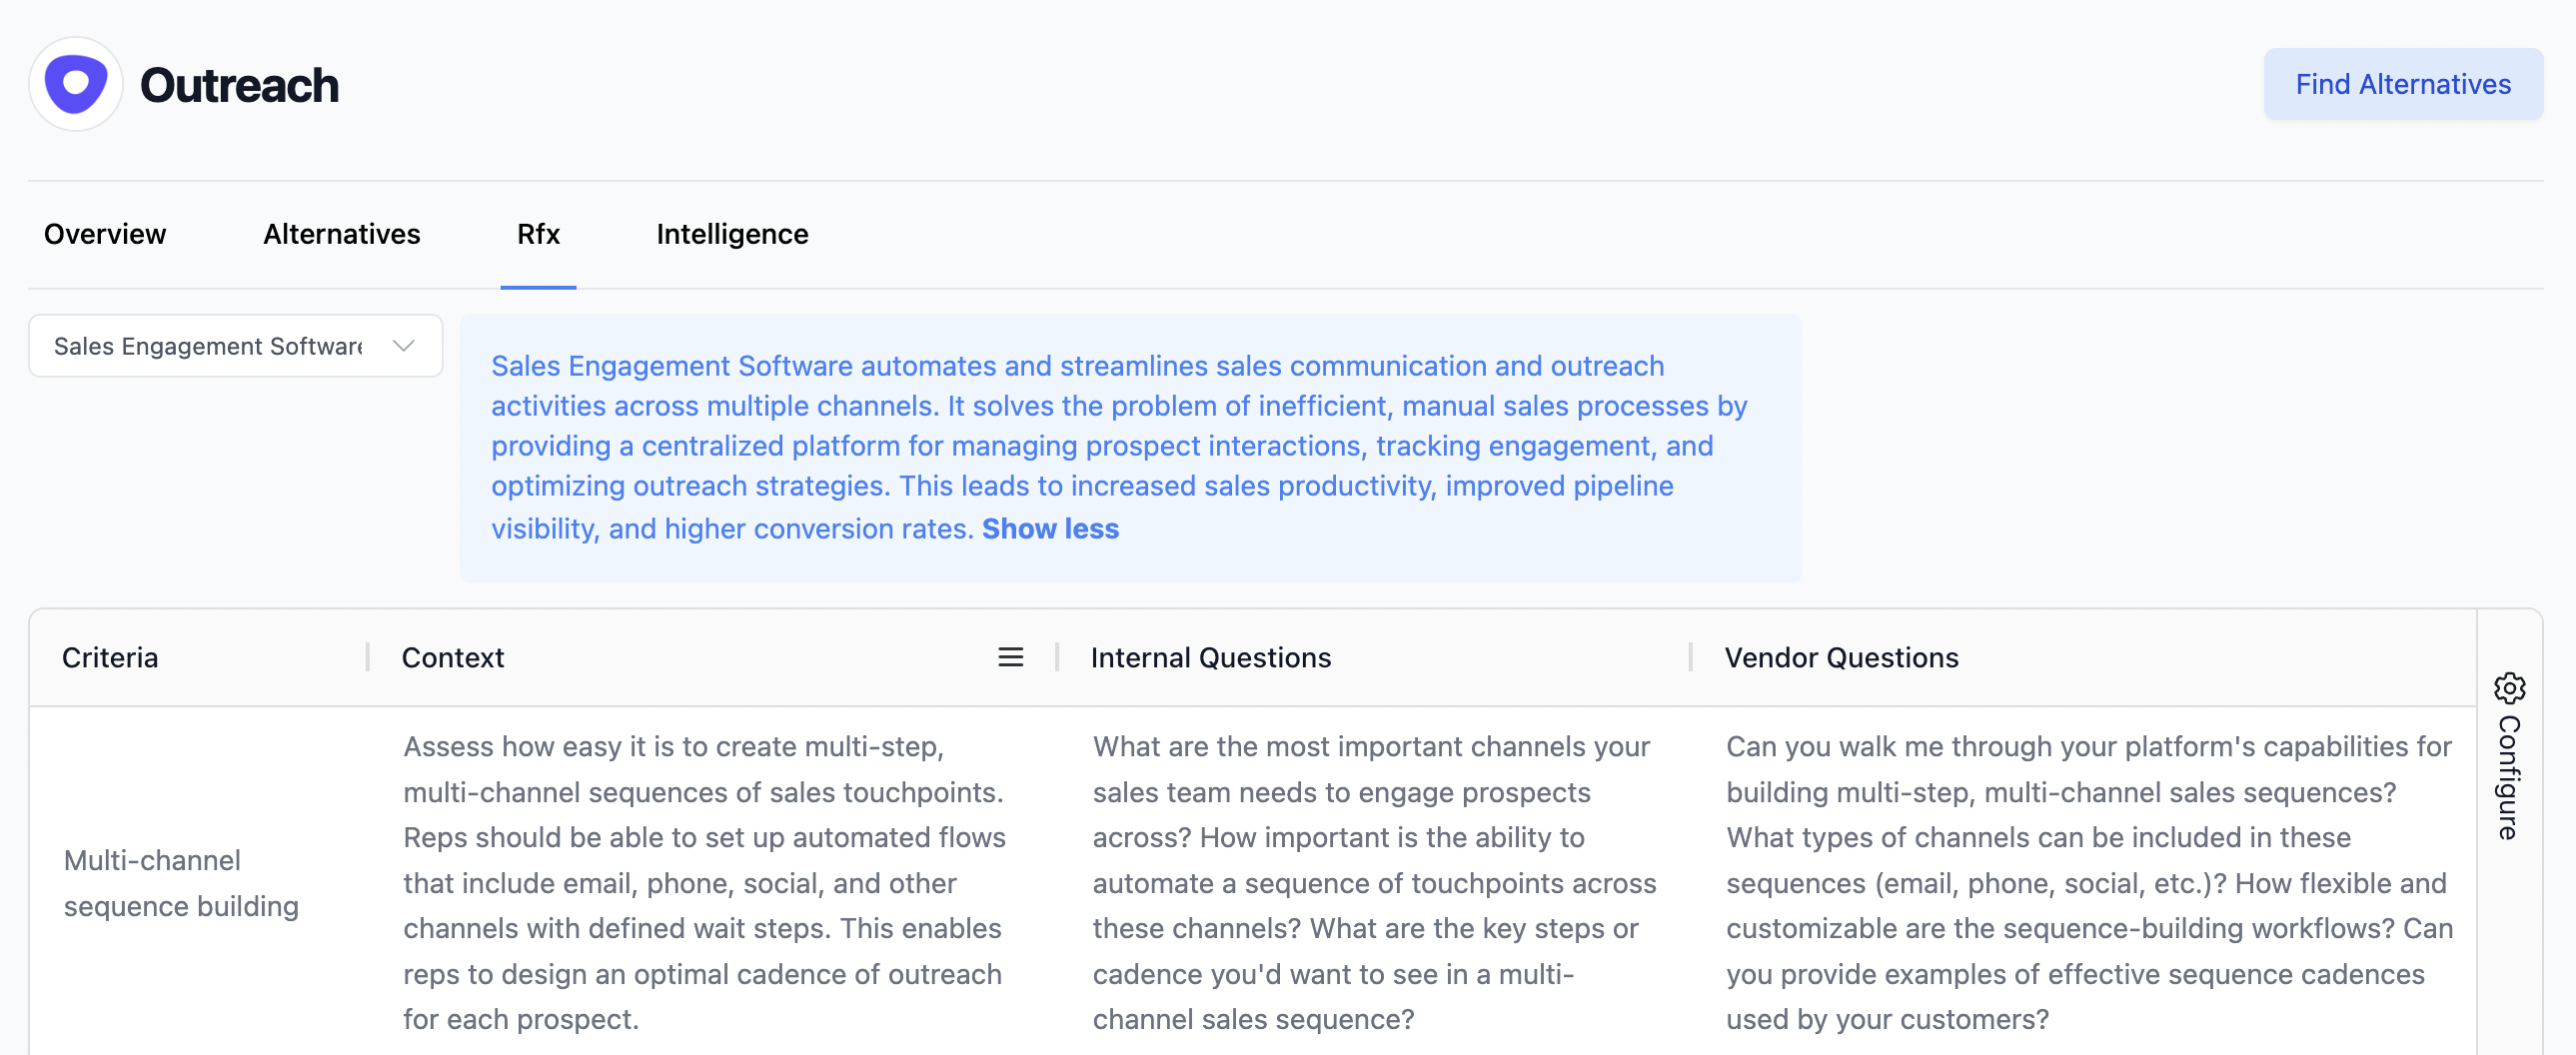 Outreach
Find Alternatives
Overview
Alternatives
Rfx
Intelligence
Sales Engagement Software
Sales Engagement Software automates and streamlines sales communication and outreach
activities across multiple channels. It solves the problem of inefficient, manual sales processes by
providing a centralized platform for managing prospect interactions, tracking engagement, and
optimizing outreach strategies. This leads to increased sales productivity, improved pipeline
visibility, and higher conversion rates. Show less
Criteria
Context
Internal Questions
Vendor Questions
Configure
Multi-channel
sequence building
Assess how easy it is to create multi-step,
multi-channel sequences of sales touchpoints.
Reps should be able to set up automated flows
that include email, phone, social, and other
channels with defined wait steps. This enables
reps to design an optimal cadence of outreach
for each prospect.
What are the most important channels your
sales team needs to engage prospects
across? How important is the ability to
automate a sequence of touchpoints across
these channels? What are the key steps or
cadence you'd want to see in a multi-
channel sales sequence?
Can you walk me through your platform's capabilities for
building multi-step, multi-channel sales sequences?
What types of channels can be included in these
sequences (email, phone, social, etc.)? How flexible and
customizable are the sequence-building workflows? Can
you provide examples of effective sequence cadences
used by your customers?